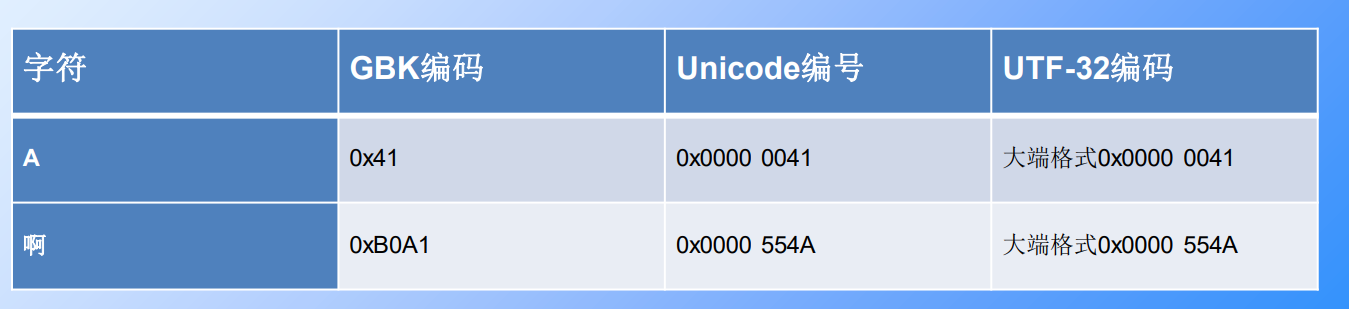 字符 GBK编码 Unicode编号 UTF-32编码
A 0x41 0x0000 0041 大端格式0x0000 0041
啊 0xB0A1 0x0000 554A 大端格式0x0000 554A